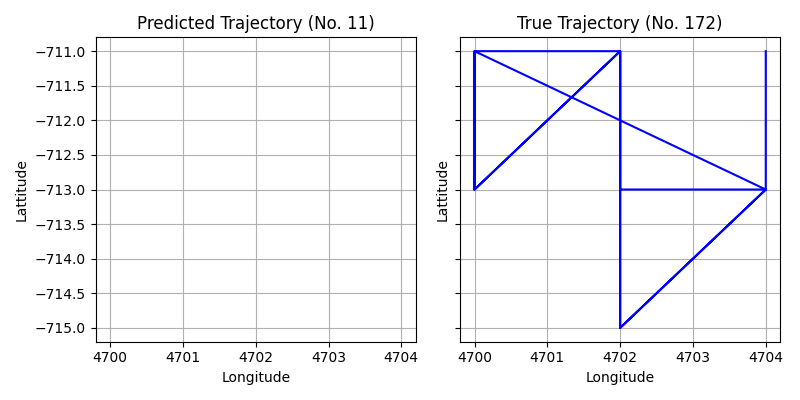 Predicted Trajectory (No. 11)
True Trajectory (No. 172)
−711.0
−711.5
−712.0
−712.5
−713.0
−713.5
−714.0
−714.5
−715.0
Lattitude
Lattitude
4700 4701 4702 4703 4704
4700 4701 4702 4703 4704
Longitude
Longitude